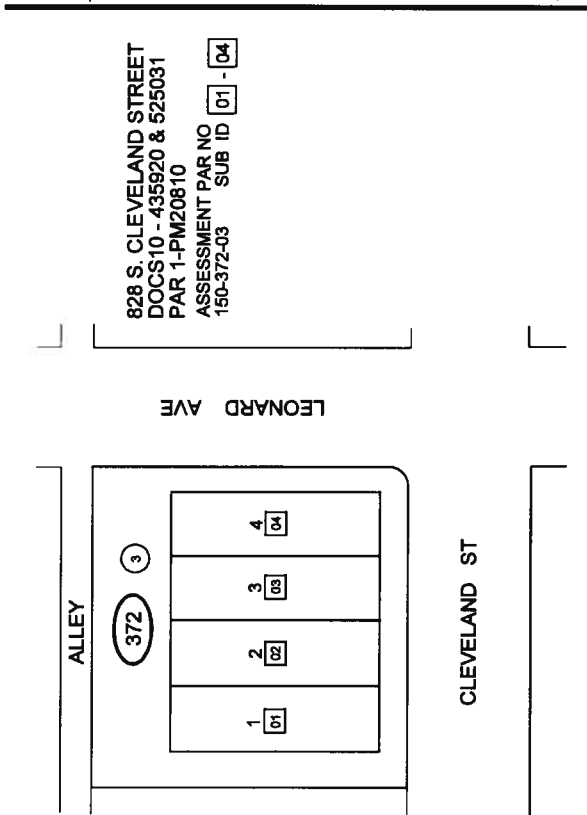 828 S. CLEVELAND STREET
DOCS10 - 435920 & 525031
PAR 1-PM20810
ASSESSMENT PAR NO
150-372-03 SUB ID 01 - 04
LEONARD AVE
ALLEY
372
3
1
01
2
02
3
03
4
04
CLEVELAND ST